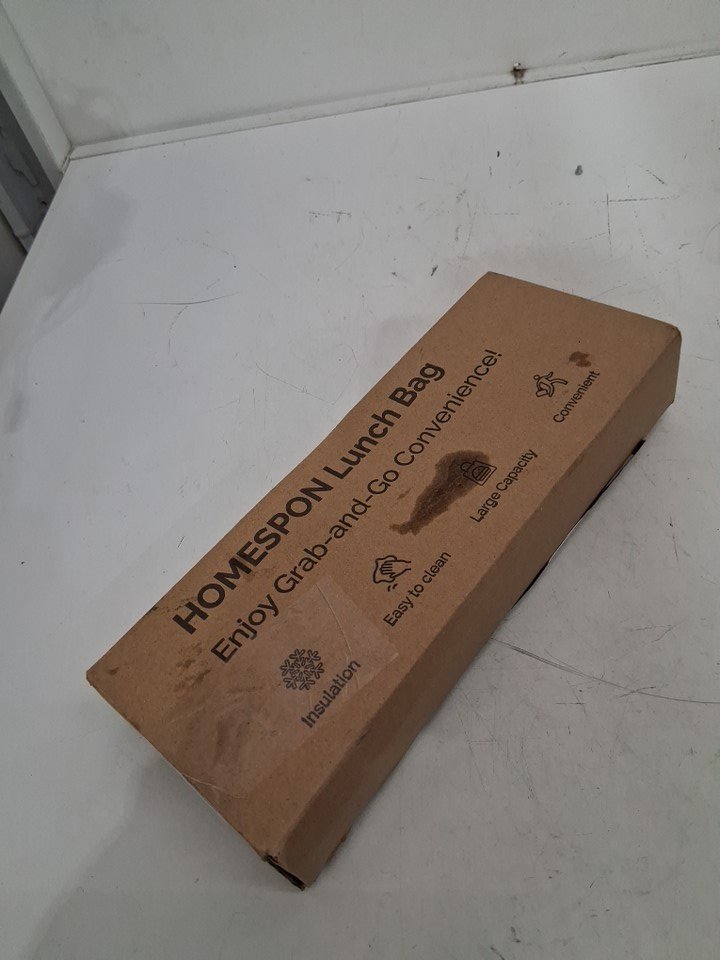 HOMESPON Lunch Bag
Enjoy Grab-and-Go Convenience!
Insulation
Easy to clean
Large Capacity
Convenient